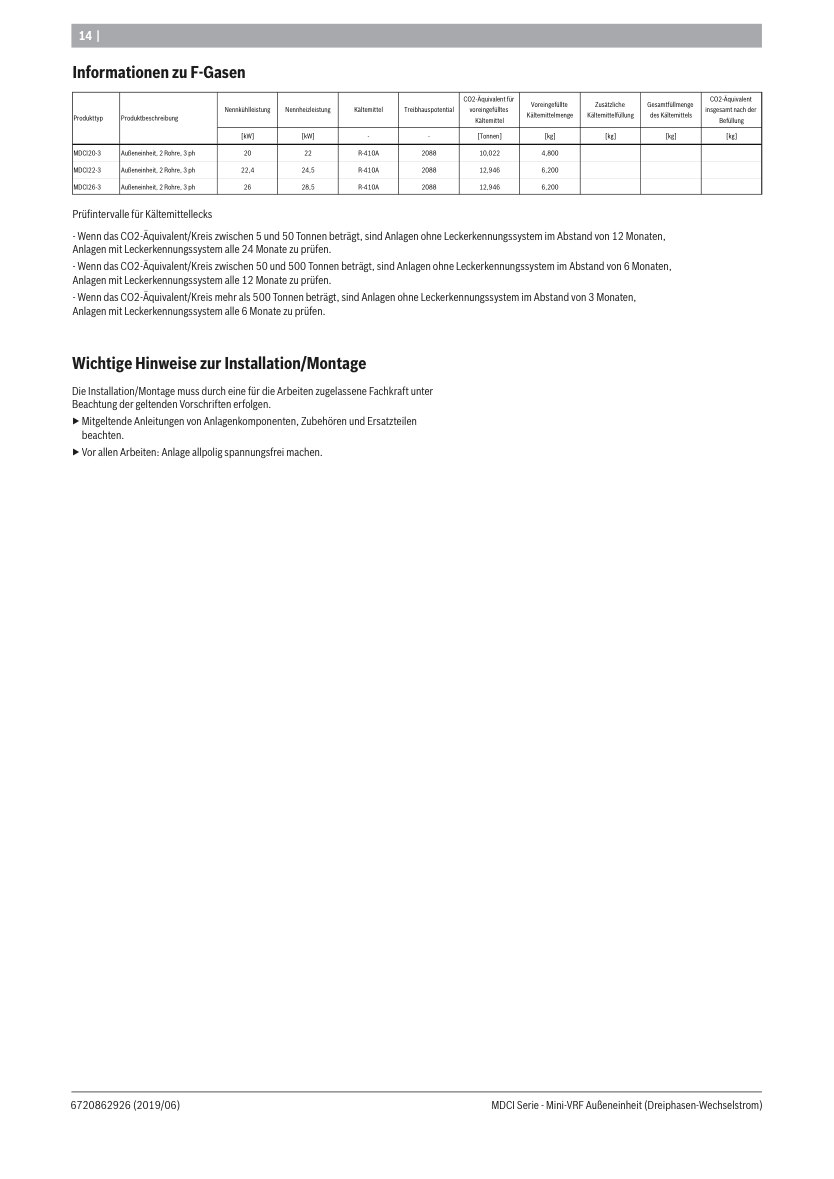 14 |
Informationen zu F-Gasen
Produkttyp Produktbeschreibung Nennkühlleistung Nennheizleistung Kältemittel Treibhauspotential CO2-Äquivalent für voreingefülltes Kältemittel Voreingefüllte Kältemittelmenge Zusätzliche Kältemittelfüllung Gesamtfüllmenge des Kältemittels CO2-Äquivalent insgesamt nach der Befüllung
[kW] [kW] - - [Tonnen] [kg] [kg] [kg] [kg]
MDCI20-3 Außeneinheit, 2 Rohre, 3 ph 20 22 R-410A 2088 10,022 4,800
MDCI22-3 Außeneinheit, 2 Rohre, 3 ph 22,4 24,5 R-410A 2088 12,946 6,200
MDCI26-3 Außeneinheit, 2 Rohre, 3 ph 26 28,5 R-410A 2088 12,946 6,200
Prüfintervalle für Kältemittellecks
- Wenn das CO2-Äquivalent/Kreis zwischen 5 und 50 Tonnen beträgt, sind Anlagen ohne Leckerkennungssystem im Abstand von 12 Monaten,
Anlagen mit Leckerkennungssystem alle 24 Monate zu prüfen.
- Wenn das CO2-Äquivalent/Kreis zwischen 50 und 500 Tonnen beträgt, sind Anlagen ohne Leckerkennungssystem im Abstand von 6 Monaten,
Anlagen mit Leckerkennungssystem alle 12 Monate zu prüfen.
- Wenn das CO2-Äquivalent/Kreis mehr als 500 Tonnen beträgt, sind Anlagen ohne Leckerkennungssystem im Abstand von 3 Monaten,
Anlagen mit Leckerkennungssystem alle 6 Monate zu prüfen.
Wichtige Hinweise zur Installation/Montage
Die Installation/Montage muss durch eine für die Arbeiten zugelassene Fachkraft unter
Beachtung der geltenden Vorschriften erfolgen.
▶ Mitgeltende Anleitungen von Anlagenkomponenten, Zubehören und Ersatzteilen
beachten.
▶ Vor allen Arbeiten: Anlage allpolig spannungsfrei machen.
6720862926 (2019/06) MDCI Serie - Mini-VRF Außeneinheit (Dreiphasen-Wechselstrom)